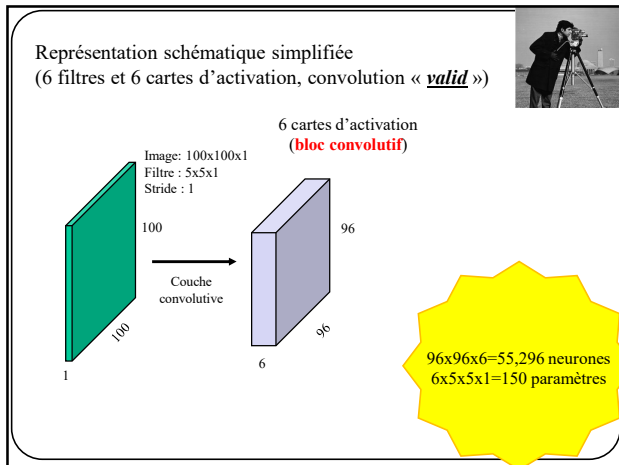 Représentation schématique simplifiée
(6 filtres et 6 cartes d'activation, convolution « valid »)
6 cartes d'activation
(bloc convolutif)
Image: 100x100x1
Filtre : 5x5x1
Stride : 1
100
96
Couche
convolutive
100
96
1
6
96x96x6=55,296 neurones
6x5x5x1=150 paramètres